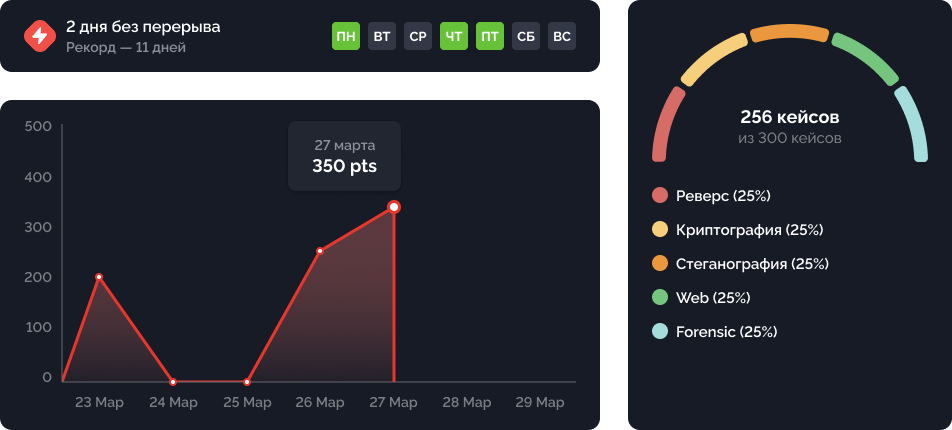 2 дня без перерыва
Рекорд — 11 дней
ПН ВТ СР ЧТ ПТ СБ ВС
500
400
300
200
100
0
27 марта
350 pts
23 Мар 24 Мар 25 Мар 26 Мар 27 Мар 28 Мар 29 Мар
256 кейсов
из 300 кейсов
Реверс (25%)
Криптография (25%)
Стеганография (25%)
Web (25%)
Forensic (25%)